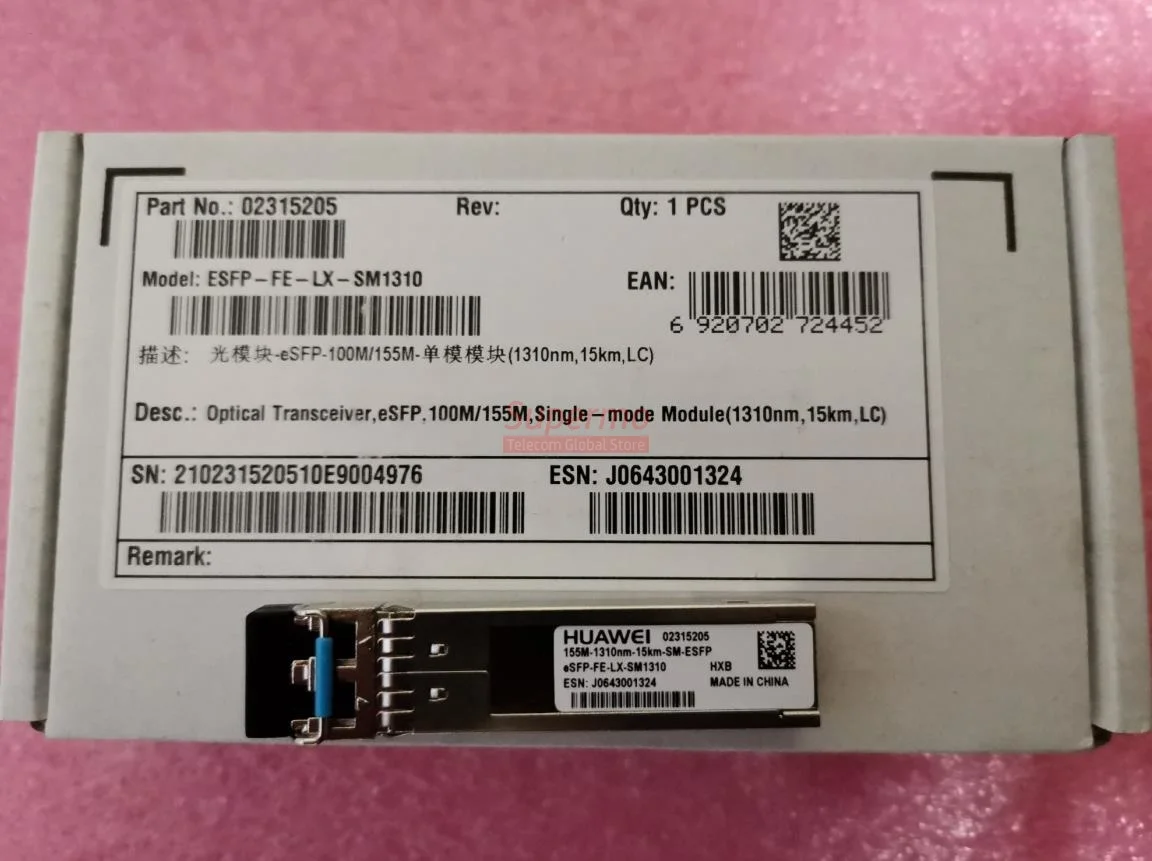 Part No.: 02315205 Rev: Qty: 1 PCS
Model: ESFP-FE-LX-SM1310 EAN:
6 920702 724452
描述: 光模块-eSFP-100M/155M-单模模块(1310nm,15km,LC)
Desc.: Optical Transceiver,eSFP,100M/155M,Single-mode Module(1310nm,15km,LC)
Supermo
Telecom Global Store
SN: 210231520510E9004976 ESN: J0643001324
Remark:
HUAWEI 02315205
155M-1310nm-15km-SM-ESFP
eSFP-FE-LX-SM1310 HXB
ESN: J0643001324 MADE IN CHINA